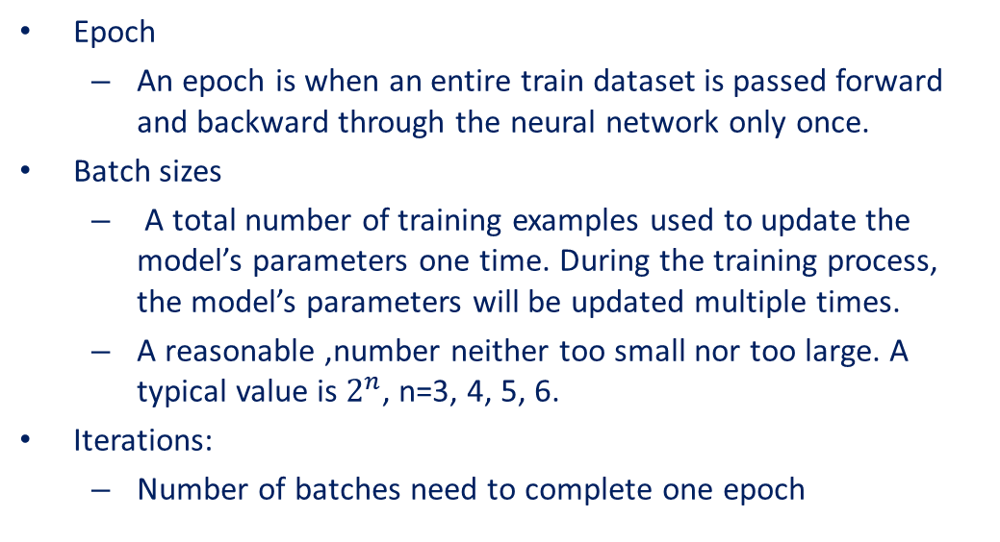 • Epoch
– An epoch is when an entire train dataset is passed forward
and backward through the neural network only once.
• Batch sizes
– A total number of training examples used to update the
model’s parameters one time. During the training process,
the model’s parameters will be updated multiple times.
– A reasonable ,number neither too small nor too large. A
typical value is 2ⁿ, n=3, 4, 5, 6.
• Iterations:
– Number of batches need to complete one epoch